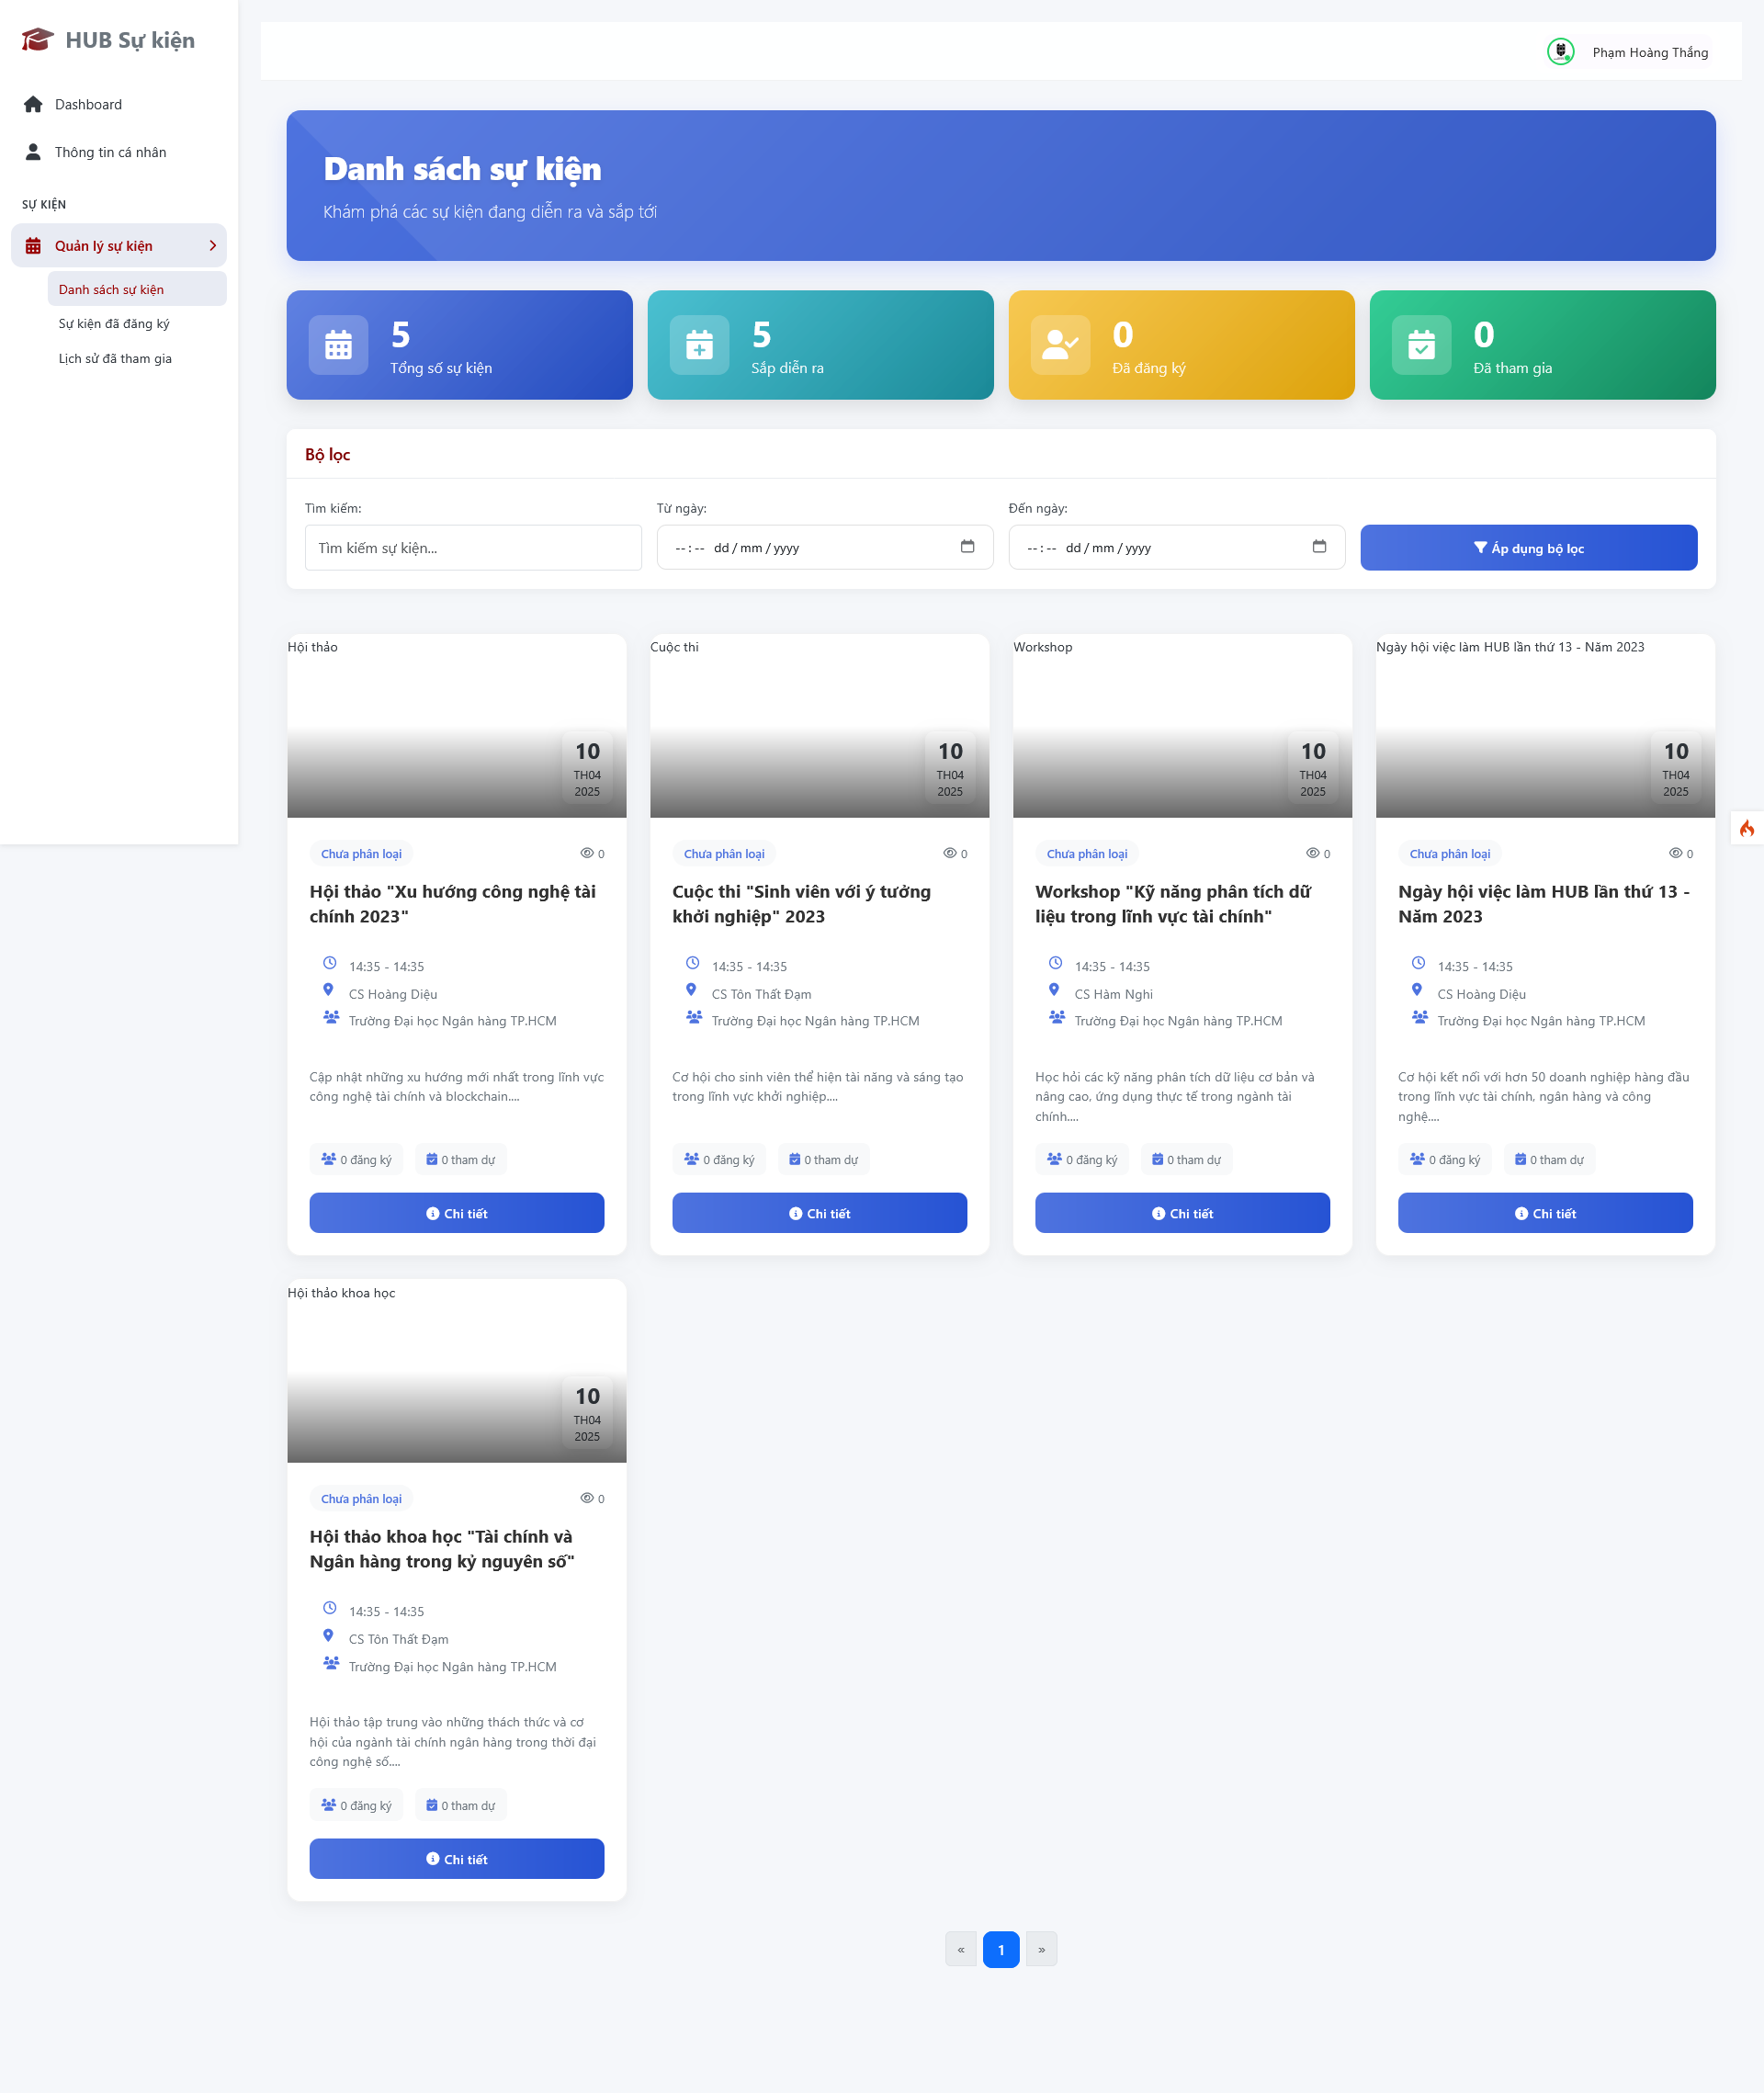 HUB Sự kiện
Phạm Hoàng Thắng
Dashboard
Thông tin cá nhân
SỰ KIỆN
Quản lý sự kiện
Danh sách sự kiện
Sự kiện đã đăng ký
Lịch sử đã tham gia
Danh sách sự kiện
Khám phá các sự kiện đang diễn ra và sắp tới
5
Tổng số sự kiện
5
Sắp diễn ra
0
Đã đăng ký
0
Đã tham gia
Bộ lọc
Tìm kiếm:
Tìm kiếm sự kiện...
Từ ngày:
--:-- dd/mm/yyyy
Đến ngày:
--:-- dd/mm/yyyy
Áp dụng bộ lọc
Hội thảo
10
TH04
2025
Chưa phân loại
0
Hội thảo "Xu hướng công nghệ tài
chính 2023"
14:35 - 14:35
CS Hoàng Diệu
Trường Đại học Ngân hàng TP.HCM
Cập nhật những xu hướng mới nhất trong lĩnh vực
công nghệ tài chính và blockchain....
0 đăng ký
0 tham dự
Chi tiết
Cuộc thi
10
TH04
2025
Chưa phân loại
0
Cuộc thi "Sinh viên với ý tưởng
khởi nghiệp" 2023
14:35 - 14:35
CS Tôn Thất Đạm
Trường Đại học Ngân hàng TP.HCM
Cơ hội cho sinh viên thể hiện tài năng và sáng tạo
trong lĩnh vực khởi nghiệp....
0 đăng ký
0 tham dự
Chi tiết
Workshop
10
TH04
2025
Chưa phân loại
0
Workshop "Kỹ năng phân tích dữ
liệu trong lĩnh vực tài chính"
14:35 - 14:35
CS Hàm Nghi
Trường Đại học Ngân hàng TP.HCM
Học hỏi các kỹ năng phân tích dữ liệu cơ bản và
nâng cao, ứng dụng thực tế trong ngành tài
chính....
0 đăng ký
0 tham dự
Chi tiết
Ngày hội việc làm HUB lần thứ 13 - Năm 2023
10
TH04
2025
Chưa phân loại
0
Ngày hội việc làm HUB lần thứ 13 -
Năm 2023
14:35 - 14:35
CS Hoàng Diệu
Trường Đại học Ngân hàng TP.HCM
Cơ hội kết nối với hơn 50 doanh nghiệp hàng đầu
trong lĩnh vực tài chính, ngân hàng và công
nghệ....
0 đăng ký
0 tham dự
Chi tiết
Hội thảo khoa học
10
TH04
2025
Chưa phân loại
0
Hội thảo khoa học "Tài chính và
Ngân hàng trong kỷ nguyên số"
14:35 - 14:35
CS Tôn Thất Đạm
Trường Đại học Ngân hàng TP.HCM
Hội thảo tập trung vào những thách thức và cơ
hội của ngành tài chính ngân hàng trong thời đại
công nghệ số....
0 đăng ký
0 tham dự
Chi tiết
« 1 »